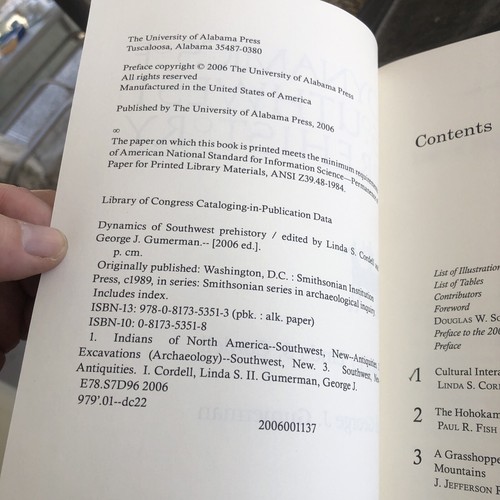 The University of Alabama Press
Tuscaloosa, Alabama 35487-0380
Preface copyright © 2006 The University of Alabama Press
All rights reserved
Manufactured in the United States of America
Published by The University of Alabama Press, 2006
∞
The paper on which this book is printed meets the minimum requirements
of American National Standard for Information Science—Permanence
Paper for Printed Library Materials, ANSI Z39.48-1984.
Library of Congress Cataloging-in-Publication Data
Dynamics of Southwest prehistory / edited by Linda S. Cordell and
George J. Gumerman.-- [2006 ed.].
p. cm.
Originally published: Washington, D.C. : Smithsonian Institution
Press, c1989, in series: Smithsonian series in archaeological inquiry.
Includes index.
ISBN-13: 978-0-8173-5351-3 (pbk. : alk. paper)
ISBN-10: 0-8173-5351-8
1. Indians of North America--Southwest, New--Antiquities.
Excavations (Archaeology)--Southwest, New. 3. Southwest,
Antiquities. I. Cordell, Linda S. II. Gumerman, George J.
E78.S7D96 2006
979'.01--dc22
2006001137
Contents
List of Illustration
List of Tables
Contributors
Foreword
DOUGLAS W. SC
Preface to the 200
Preface
1 Cultural Intera
LINDA S. COR
2 The Hohokam
PAUL R. FISH
3 A Grasshoppe
Mountains
J. JEFFERSON